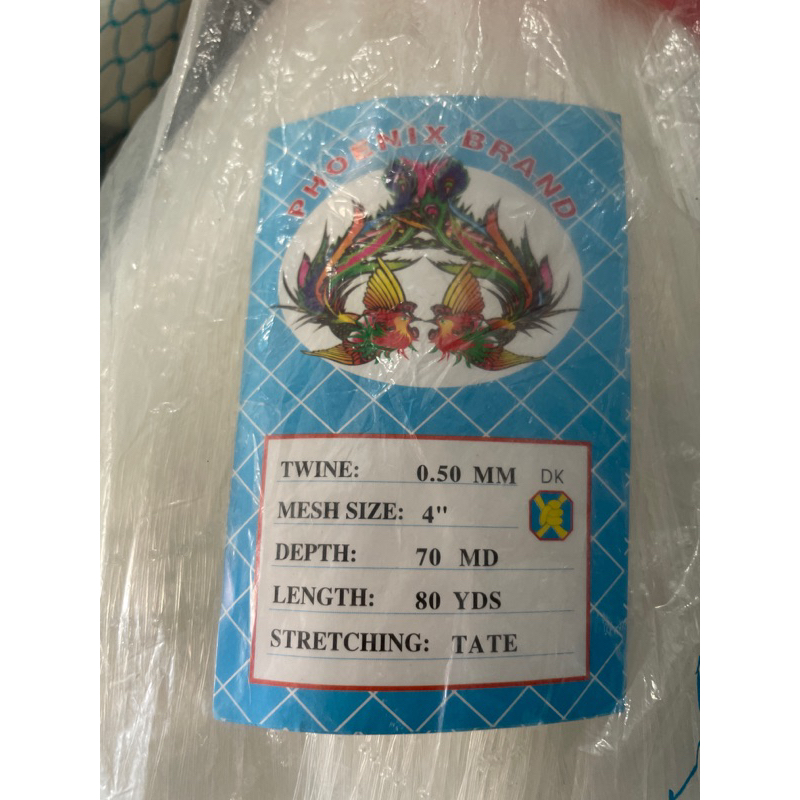 PHOENIX BRAND
TWINE: 0.50 MM DK
MESH SIZE: 4"
DEPTH: 70 MD
LENGTH: 80 YDS
STRETCHING: TATE